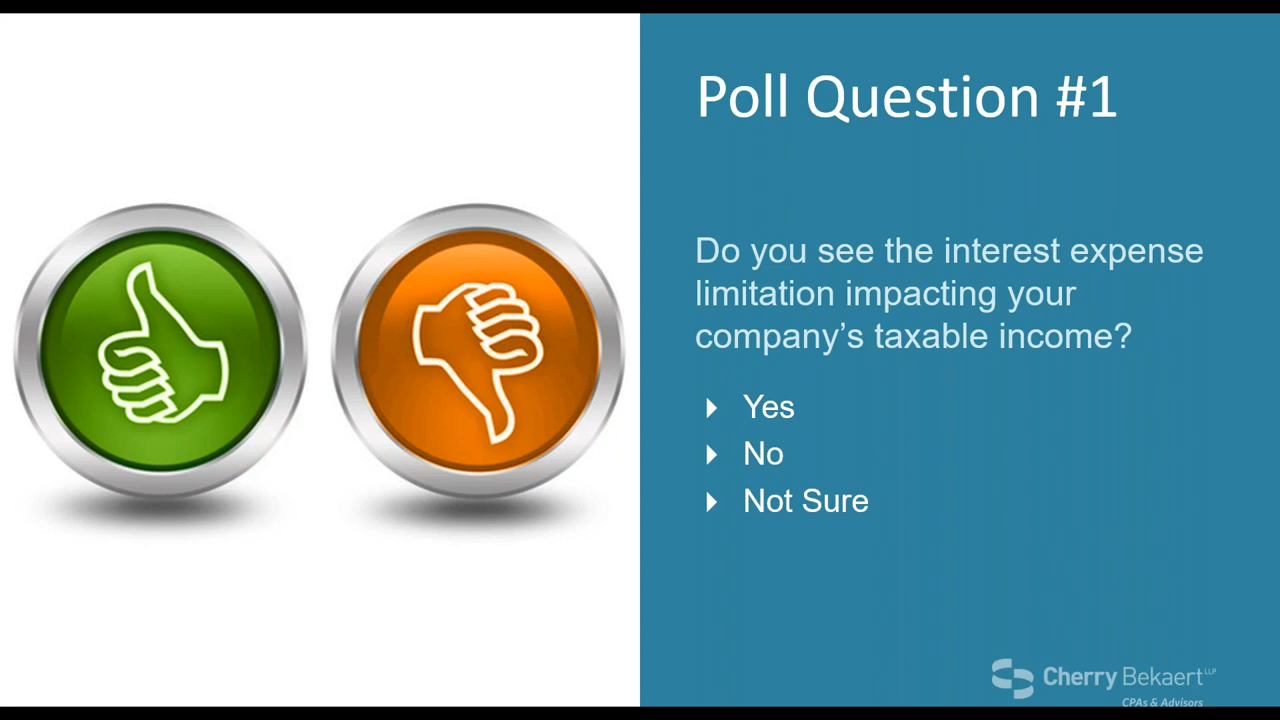 Poll Question #1
Do you see the interest expense
limitation impacting your
company’s taxable income?
Yes
No
Not Sure
Cherry Bekaert LLP
CPAs & Advisors